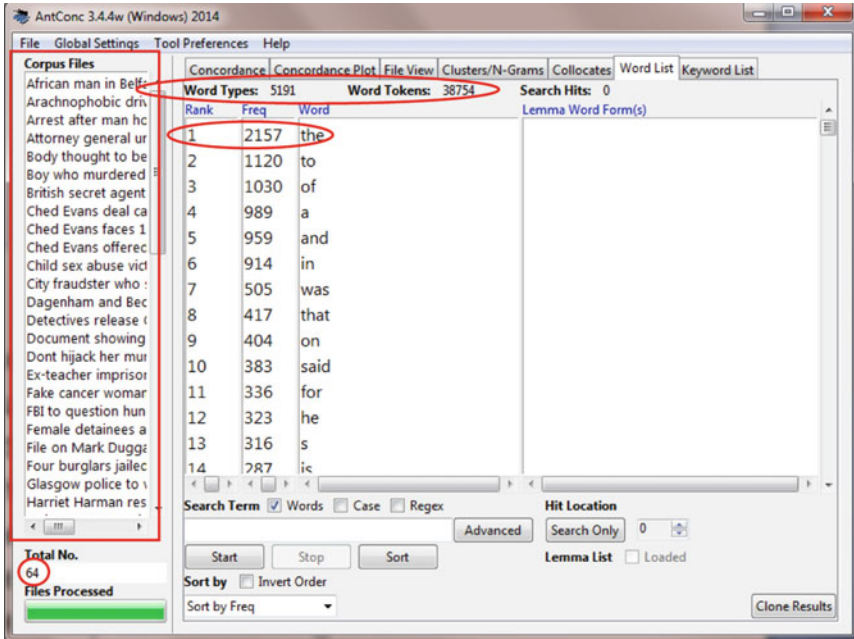 AntConc 3.4.4w (Windows) 2014
File Global Settings Tool Preferences Help
Corpus Files
African man in Belfa
Arachnophobic driv
Arrest after man hc
Attorney general ur
Body thought to be
Boy who murdered
British secret agent
Ched Evans deal ca
Ched Evans faces 1
Ched Evans offered
Child sex abuse vict
City fraudster who
Dagenham and Bec
Detectives release
Document showing
Dont hijack her mur
Ex-teacher imprisor
Fake cancer woman
FBI to question hun
Female detainees a
File on Mark Dugga
Four burglars jailed
Glasgow police to
Harriet Harman res
Total No.
64
Files Processed
Concordance Concordance Plot File View Clusters/N-Grams Collocates Word List Keyword List
Word Types: 5191 Word Tokens: 38754 Search Hits: 0
Rank Freq Word Lemma Word Form(s)
1 2157 the
2 1120 to
3 1030 of
4 989 a
5 959 and
6 914 in
7 505 was
8 417 that
9 404 on
10 383 said
11 336 for
12 323 he
13 316 s
14 287 is
Search Term Words Case Regex Hit Location
Advanced Search Only 0
Start Stop Sort Lemma List Loaded
Sort by Invert Order
Sort by Freq Clone Results